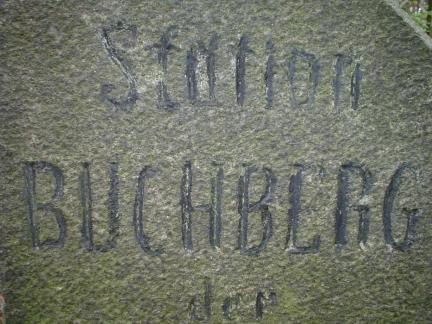 Station
BUCHBERG
der